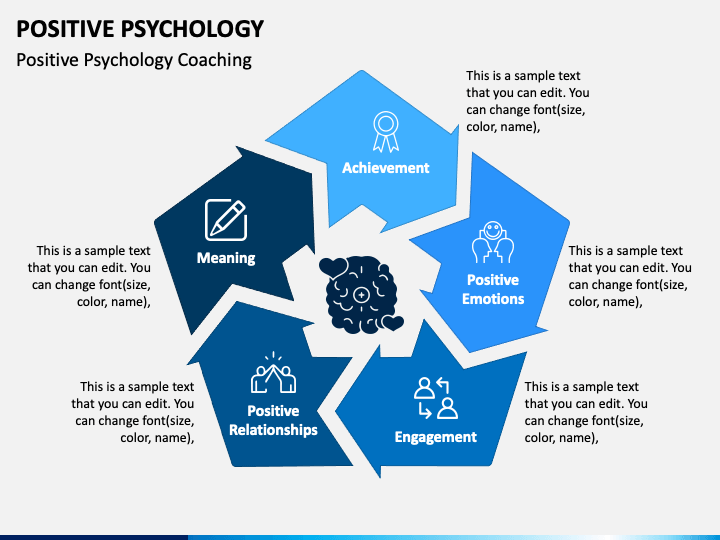 POSITIVE PSYCHOLOGY
Positive Psychology Coaching
This is a sample text
that you can edit. You
can change font(size,
color, name),
Achievement
Meaning
This is a sample text
that you can edit. You
can change font(size,
color, name),
Positive
Emotions
This is a sample text
that you can edit. You
can change font(size,
color, name),
This is a sample text
that you can edit. You
can change font(size,
color, name),
Positive
Relationships
Engagement
This is a sample text
that you can edit. You
can change font(size,
color, name),